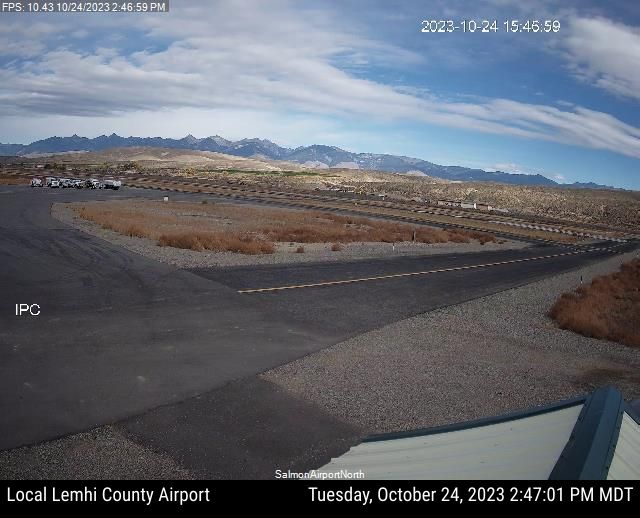 FPS: 10.43 10/24/2023 2:46:59 PM
2023-10-24 15:46:59
IPC
SalmonAirportNorth
Local Lemhi County Airport
Tuesday, October 24, 2023 2:47:01 PM MDT